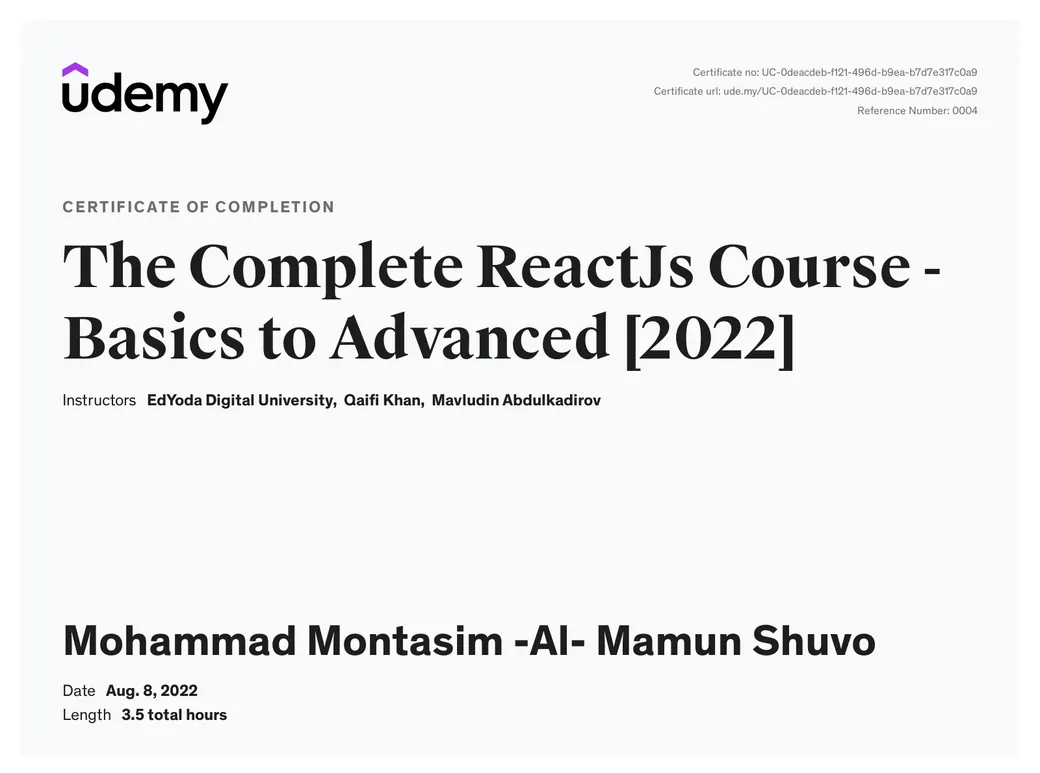 udemy
Certificate no: UC-0deacdeb-f121-496d-b9ea-b7d7e317c0a9
Certificate url: ude.my/UC-0deacdeb-f121-496d-b9ea-b7d7e317c0a9
Reference Number: 0004
CERTIFICATE OF COMPLETION
The Complete ReactJs Course -
Basics to Advanced [2022]
Instructors EdYoda Digital University, Qaifi Khan, Mavludin Abdulkadirov
Mohammad Montasim -Al- Mamun Shuvo
Date Aug. 8, 2022
Length 3.5 total hours